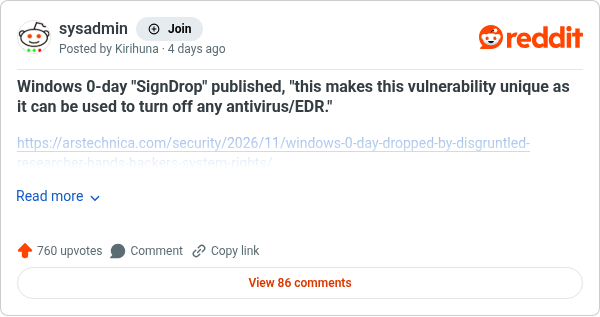 sysadmin
Join
Posted by Kirihuna · 4 days ago
reddit
Windows 0-day "SignDrop" published, "this makes this vulnerability unique as
it can be used to turn off any antivirus/EDR."
https://arstechnica.com/security/2026/11/windows-0-day-dropped-by-disgruntled-
researcher-hands-hackers-system-rights/
Read more
760 upvotes Comment Copy link
View 86 comments